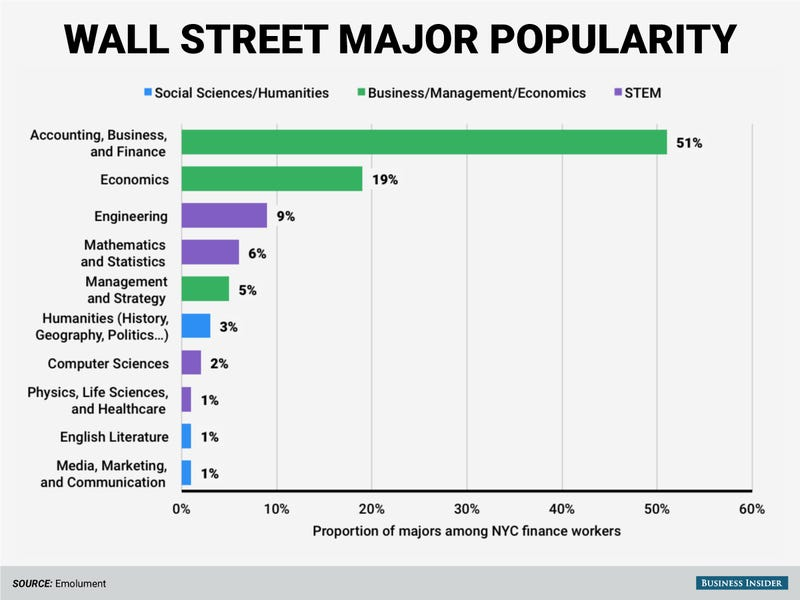 WALL STREET MAJOR POPULARITY
Social Sciences/Humanities Business/Management/Economics STEM
Accounting, Business,
and Finance
51%
Economics
19%
Engineering
9%
Mathematics
and Statistics
6%
Management
and Strategy
5%
Humanities (History,
Geography, Politics...)
3%
Computer Sciences
2%
Physics, Life Sciences,
and Healthcare
1%
English Literature
1%
Media, Marketing,
and Communication
1%
0% 10% 20% 30% 40% 50% 60%
Proportion of majors among NYC finance workers
SOURCE: Emolument
BUSINESS INSIDER